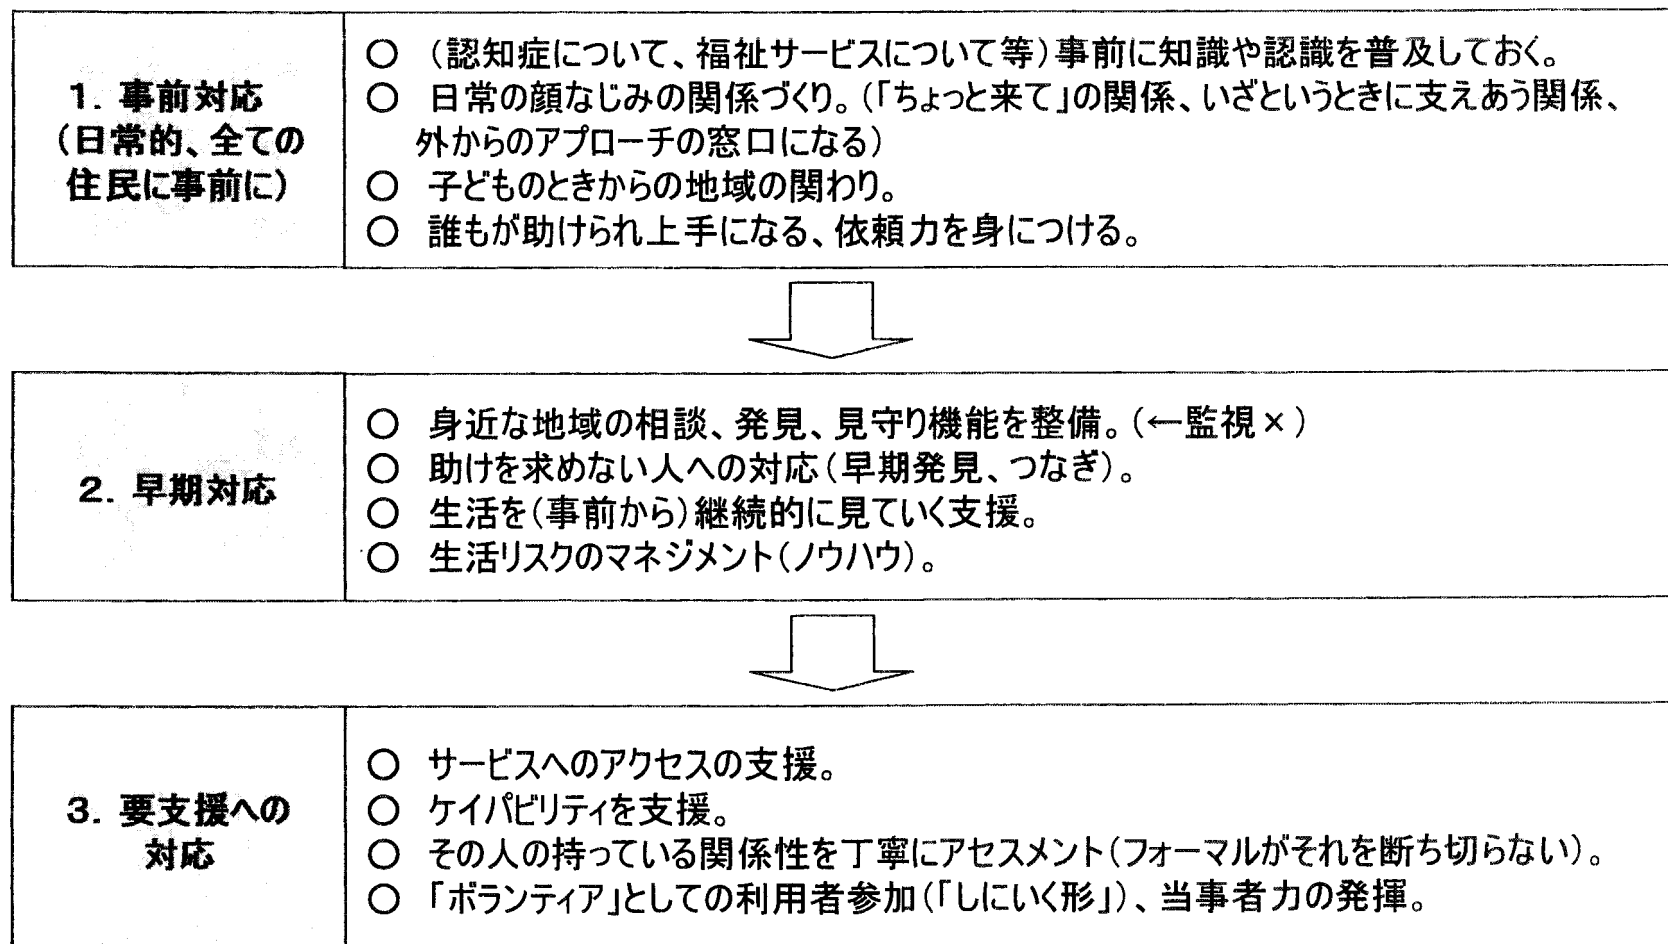 1. 事前対応
(日常的、全ての
住民に事前に)
○ (認知症について、福祉サービスについて等)事前に知識や認識を普及しておく。
○ 日常の顔なじみの関係づくり。(「ちょっと来て」の関係、いざというときに支えあう関係、
外からのアプローチの窓口になる)
○ 子どものときからの地域の関わり。
○ 誰もが助けられ上手になる、依頼力を身につける。
2. 早期対応
○ 身近な地域の相談、発見、見守り機能を整備。(←監視×)
○ 助けを求めない人への対応(早期発見、つなぎ)。
○ 生活を(事前から)継続的に見ていく支援。
○ 生活リスクのマネジメント(ノウハウ)。
3. 要支援への
対応
○ サービスへのアクセスの支援。
○ ケイパビリティを支援。
○ その人の持っている関係性を丁寧にアセスメント(フォーマルがそれを断ち切らない)。
○ 「ボランティア」としての利用者参加(「しにいく形」)、当事者力の発揮。